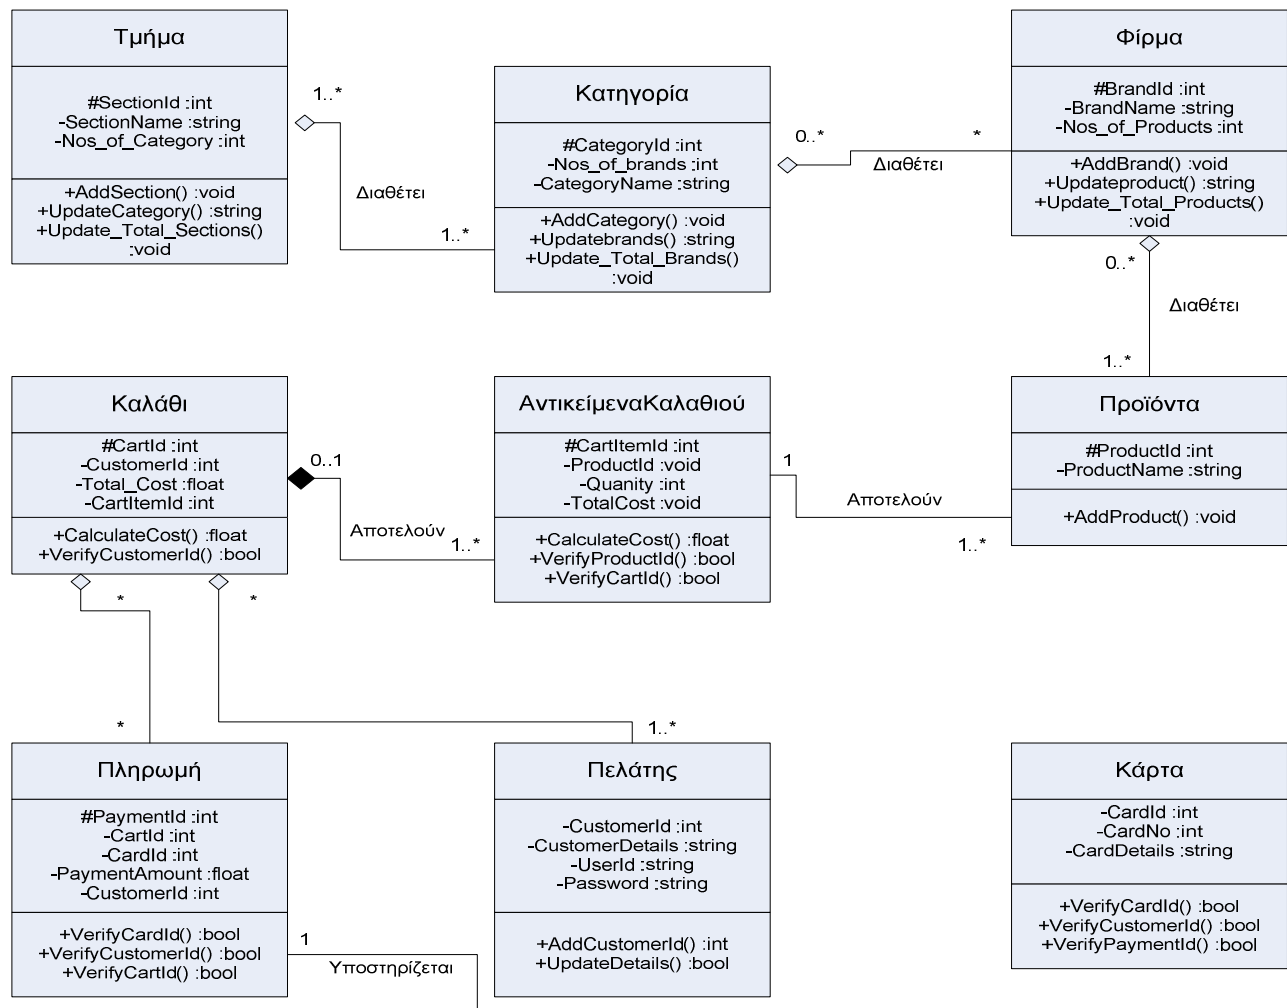 Τμήμα
#SectionId :int
-SectionName :string
-Nos_of_Category :int
+AddSection() :void
+UpdateCategory() :string
+Update_Total_Sections()
:void
1..*
Διαθέτει
1..*
Κατηγορία
#CategoryId :int
-Nos_of_brands :int
-CategoryName :string
+AddCategory() :void
+Updatebrands() :string
+Update_Total_Brands()
:void
0..*
*
Διαθέτει
Φίρμα
#BrandId :int
-BrandName :string
-Nos_of_Products :int
+AddBrand() :void
+Updateproduct() :string
+Update_Total_Products()
:void
0..*
Διαθέτει
1..*
Καλάθι
#CartId :int
-CustomerId :int
-Total_Cost :float
-CartItemId :int
+CalculateCost() :float
+VerifyCustomerId() :bool
0..1
Αποτελούν
1..*
ΑντικείμεναΚαλαθιού
#CartItemId :int
-ProductId :void
-Quanity :int
-TotalCost :void
+CalculateCost() :float
+VerifyProductId() :bool
+VerifyCartId() :bool
1
Αποτελούν
1..*
Προϊόντα
#ProductId :int
-ProductName :string
+AddProduct() :void
*
*
*
1..*
Πληρωμή
#PaymentId :int
-CartId :int
-CardId :int
-PaymentAmount :float
-CustomerId :int
+VerifyCardId() :bool
+VerifyCustomerId() :bool
+VerifyCartId() :bool
1
Υποστηρίζεται
Πελάτης
-CustomerId :int
-CustomerDetails :string
-UserId :string
-Password :string
+AddCustomerId() :int
+UpdateDetails() :bool
Κάρτα
-CardId :int
-CardNo :int
-CardDetails :string
+VerifyCardId() :bool
+VerifyCustomerId() :bool
+VerifyPaymentId() :bool